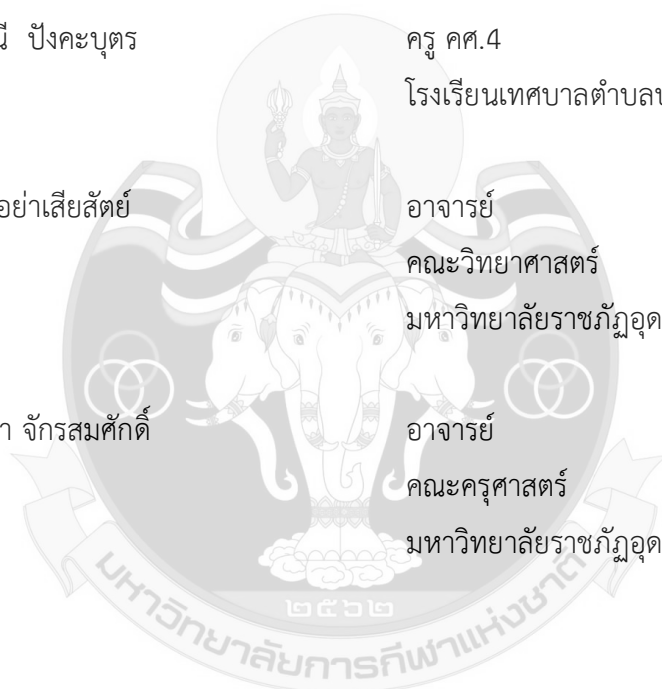 นี ปังคะบุตร ครู คศ.4
โรงเรียนเทศบาลตำบล
อย่าเสียสัตย์ อาจารย์
คณะวิทยาศาสตร์
มหาวิทยาลัยราชภัฏอุด
า จักรสมศักดิ์ อาจารย์
คณะครุศาสตร์
มหาวิทยาลัยราชภัฏอุด
๒๕๖๒
มหาวิทยาลัยการกีฬาแห่งชาติ